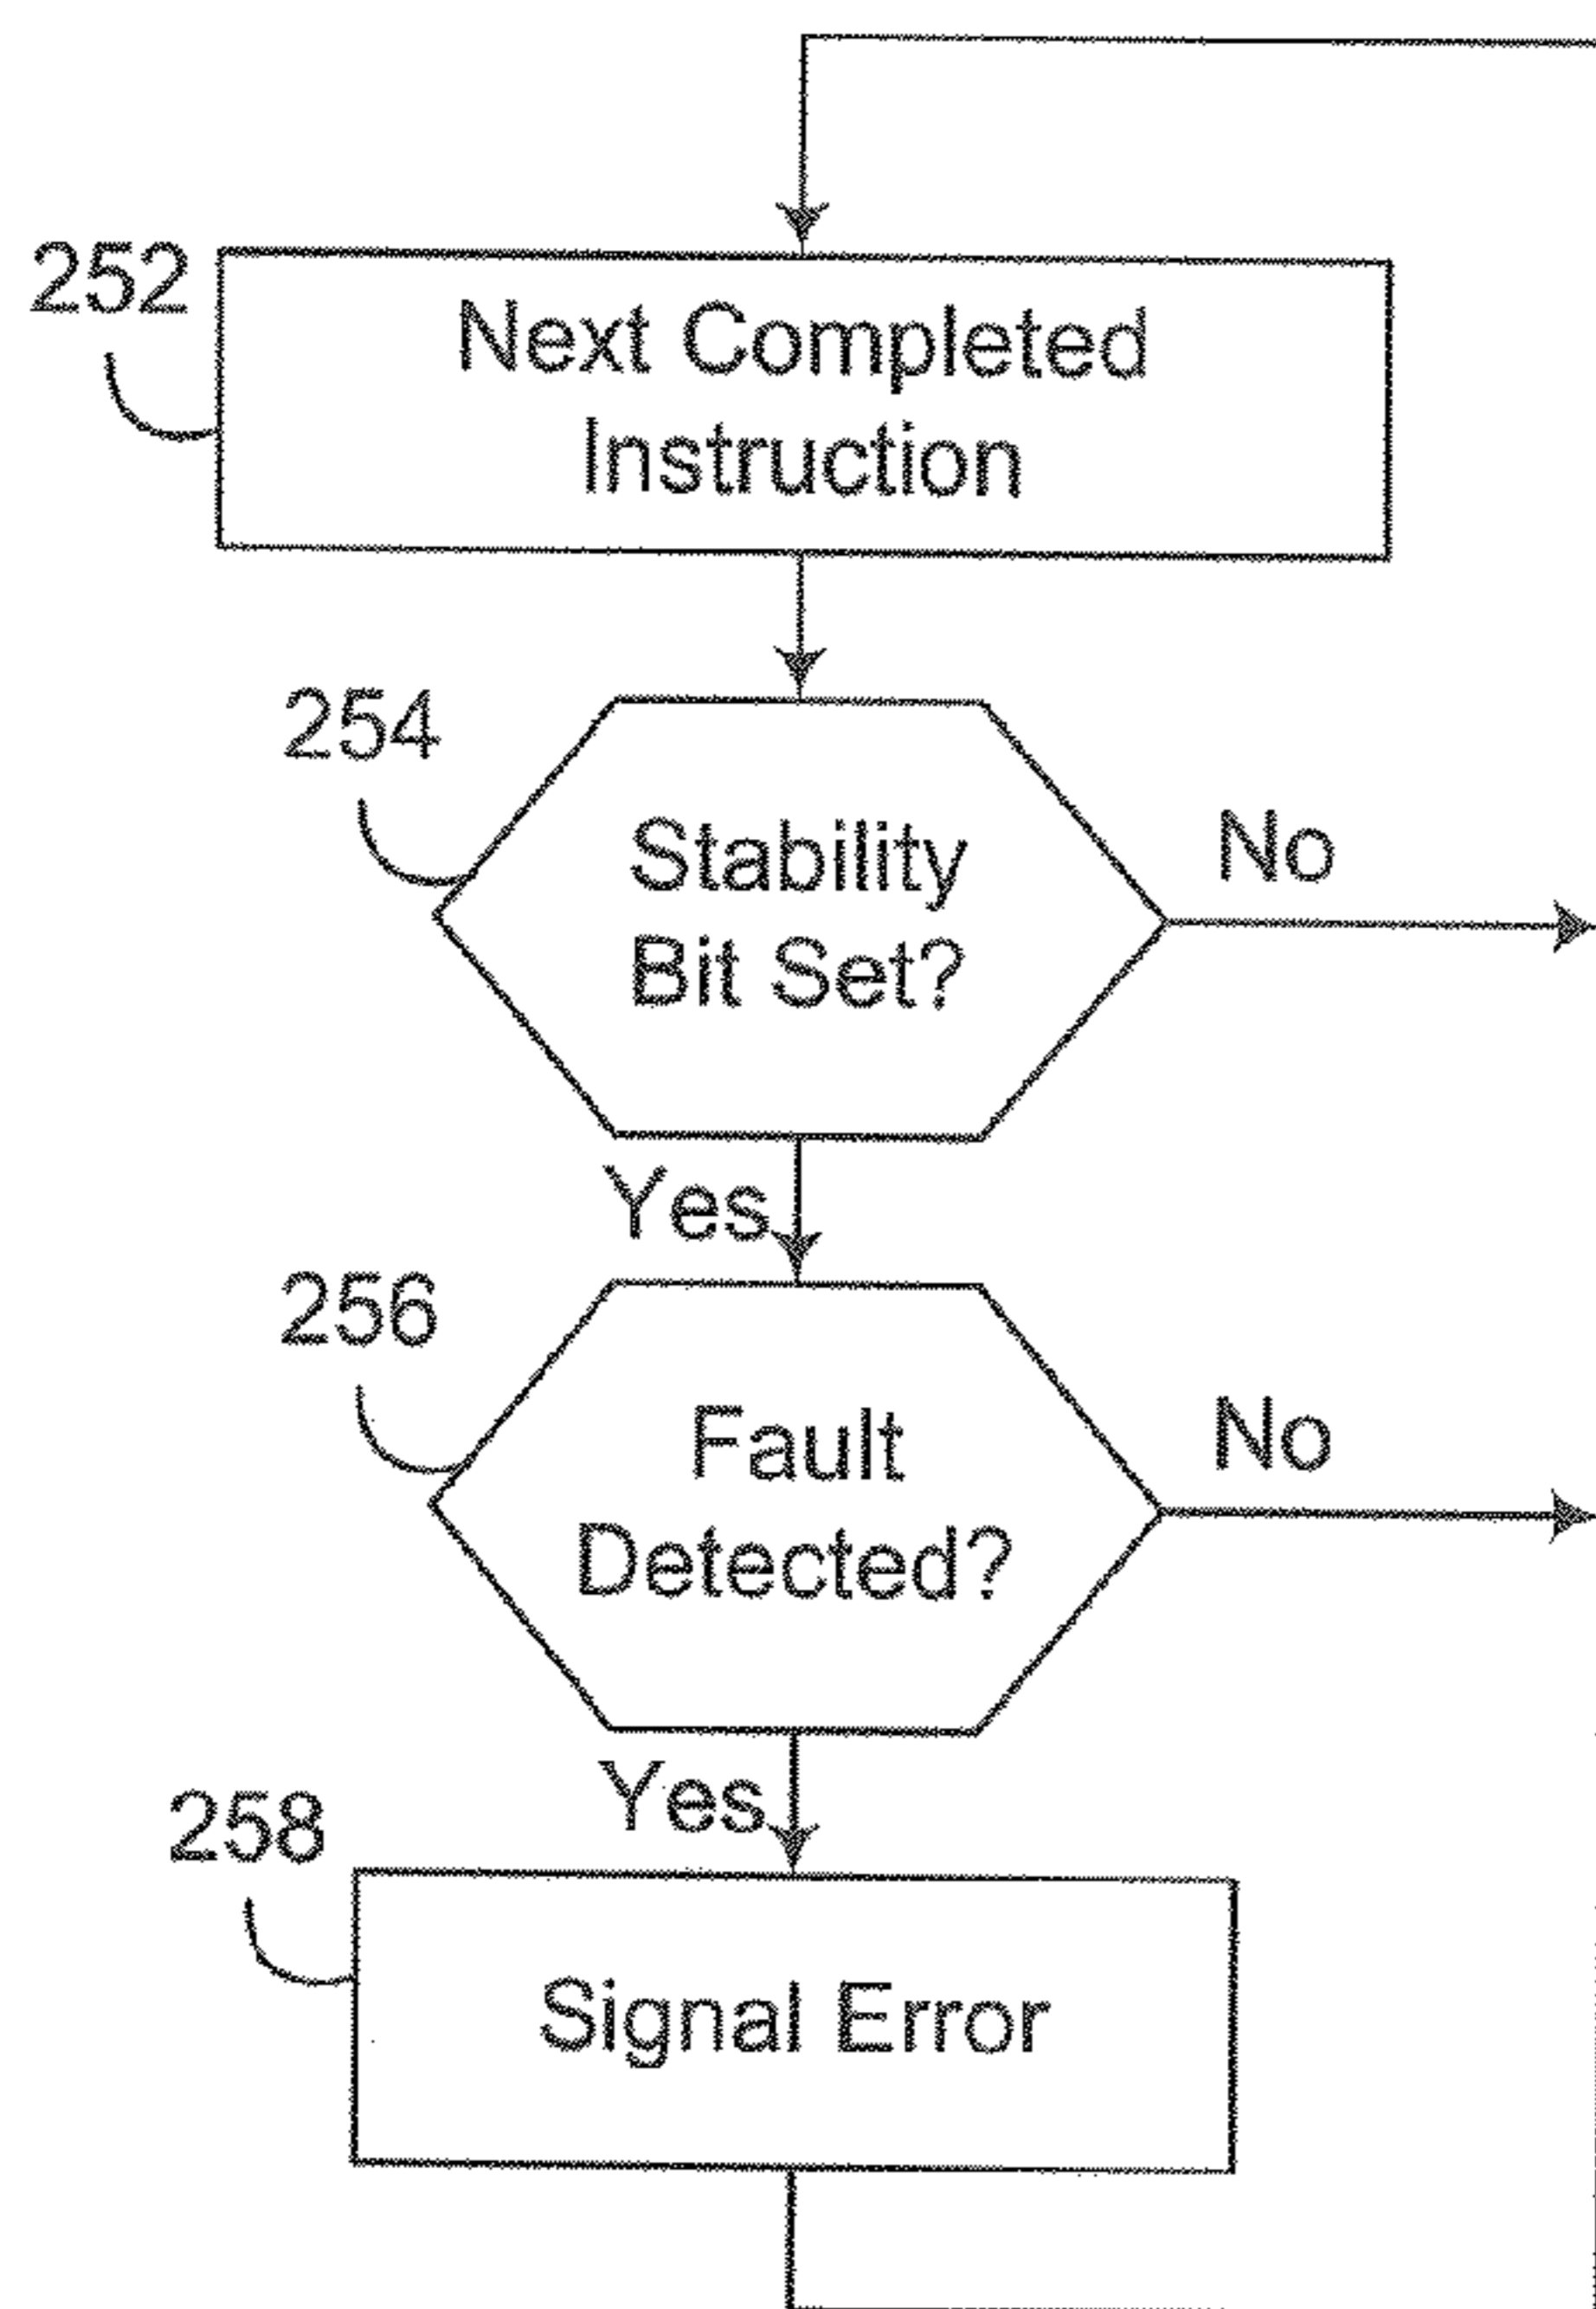 252
Next Completed
Instruction
254
Stability
Bit Set?
No
Yes
256
Fault
Detected?
No
Yes
258
Signal Error